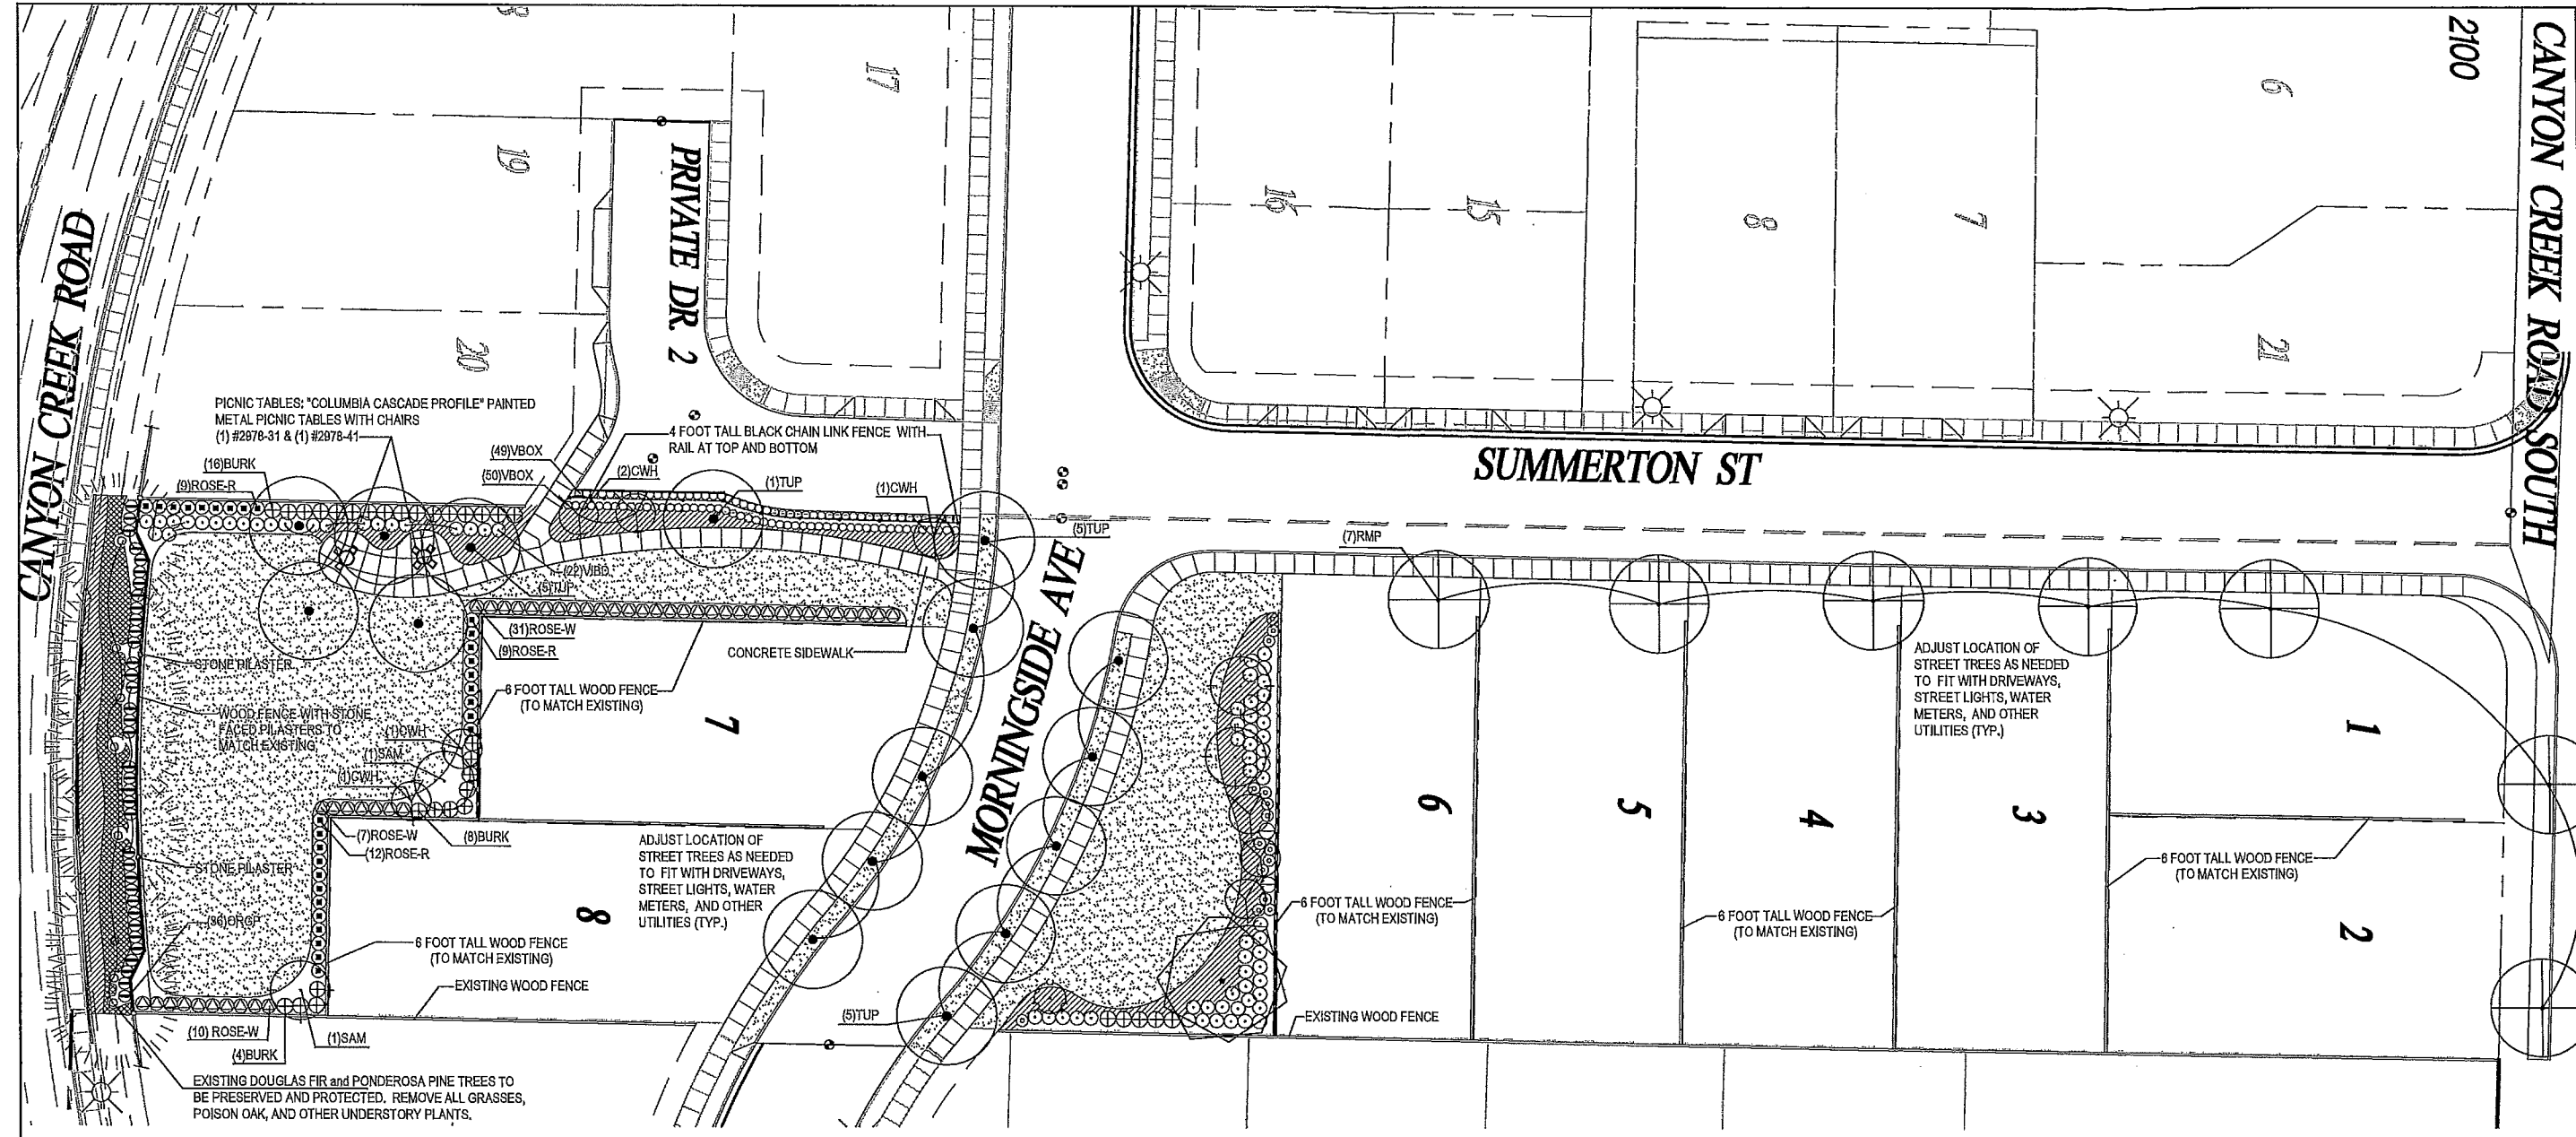 CANYON CREEK ROAD
18
17
19
20
PRIVATE DR. 2
16
15
8
7
6
21
2100
CANYON CREEK ROAD SOUTH
SUMMERTON ST
MORNINGSIDE AVE
PICNIC TABLES; "COLUMBIA CASCADE PROFILE" PAINTED
METAL PICNIC TABLES WITH CHAIRS
(1) #2978-31 & (1) #2978-41
(16)BURK
(9)ROSE-R
(49)VBOX
(50)VBOX
4 FOOT TALL BLACK CHAIN LINK FENCE WITH
RAIL AT TOP AND BOTTOM
(2)CWH
(1)TUP
(1)CWH
(5)TUP
(22)VIBD
(5)TUP
(7)RMP
(31)ROSE-W
(9)ROSE-R
CONCRETE SIDEWALK
STONE PILASTER
6 FOOT TALL WOOD FENCE
(TO MATCH EXISTING)
WOOD FENCE WITH STONE
FACED PILASTERS TO
MATCH EXISTING
(1)CWH
(1)SAM
(1)CWH
7
(7)ROSE-W
(12)ROSE-R
(8)BURK
STONE PILASTER
ADJUST LOCATION OF
STREET TREES AS NEEDED
TO FIT WITH DRIVEWAYS,
STREET LIGHTS, WATER
METERS, AND OTHER
UTILITIES (TYP.)
8
(36)ORGP
6 FOOT TALL WOOD FENCE
(TO MATCH EXISTING)
EXISTING WOOD FENCE
(10) ROSE-W
(4)BURK
(1)SAM
(5)TUP
EXISTING DOUGLAS FIR and PONDEROSA PINE TREES TO
BE PRESERVED AND PROTECTED. REMOVE ALL GRASSES,
POISON OAK, AND OTHER UNDERSTORY PLANTS.
ADJUST LOCATION OF
STREET TREES AS NEEDED
TO FIT WITH DRIVEWAYS,
STREET LIGHTS, WATER
METERS, AND OTHER
UTILITIES (TYP.)
6
5
4
3
1
2
6 FOOT TALL WOOD FENCE
(TO MATCH EXISTING)
6 FOOT TALL WOOD FENCE
(TO MATCH EXISTING)
6 FOOT TALL WOOD FENCE
(TO MATCH EXISTING)
EXISTING WOOD FENCE